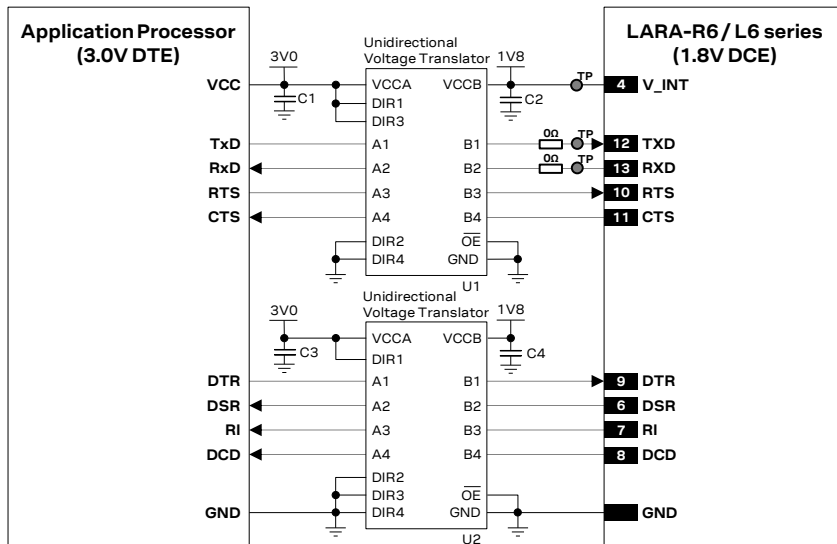 Application Processor
(3.0V DTE)
LARA-R6 / L6 series
(1.8V DCE)
Unidirectional
Voltage Translator
3V0
1V8
VCC
C1
VCCA
VCCB
C2
TP
4
V_INT
DIR1
DIR3
TxD
A1
B1
0Ω
TP
12
TXD
RxD
A2
B2
0Ω
TP
13
RXD
RTS
A3
B3
10
RTS
CTS
A4
B4
11
CTS
DIR2
OE
DIR4
GND
U1
Unidirectional
Voltage Translator
3V0
1V8
C3
VCCA
VCCB
C4
DIR1
DTR
A1
B1
9
DTR
DSR
A2
B2
6
DSR
RI
A3
B3
7
RI
DCD
A4
B4
8
DCD
DIR2
DIR3
OE
GND
DIR4
GND
GND
U2